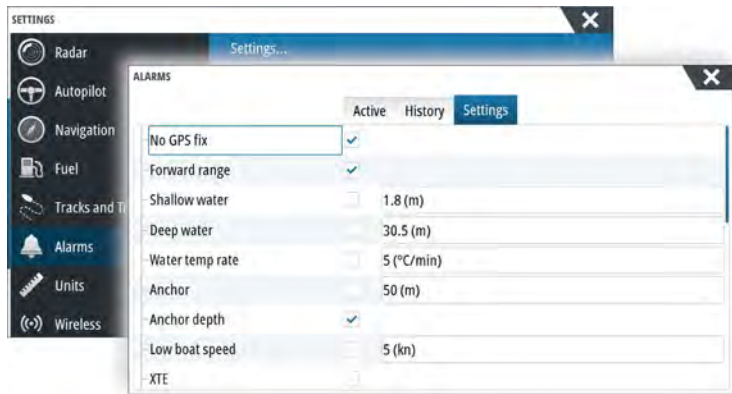 SETTINGS
Radar
Settings...
Autopilot
Navigation
Fuel
Tracks and
Alarms
Units
Wireless
ALARMS
Active History Settings
No GPS fix
Forward range
Shallow water 1.8 (m)
Deep water 30.5 (m)
Water temp rate 5 (°C/min)
Anchor 50 (m)
Anchor depth
Low boat speed 5 (kn)
XTE